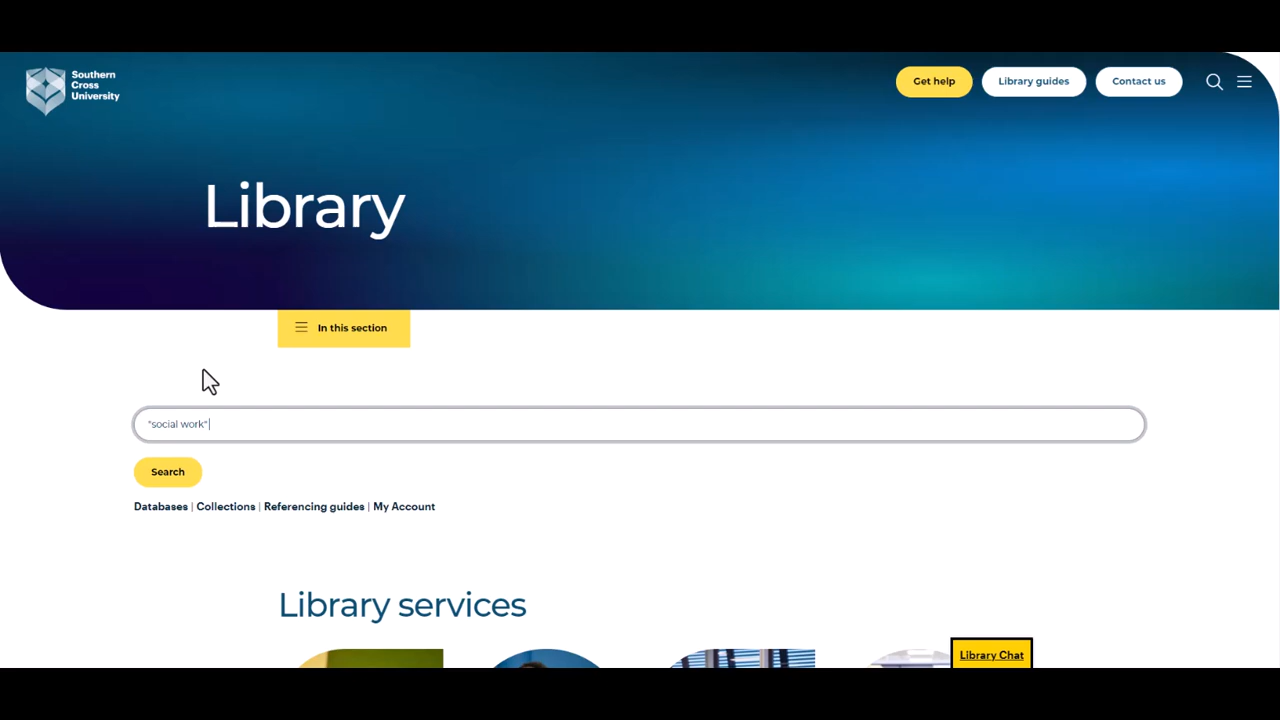 Southern
Cross
University
Get help
Library guides
Contact us
Library
In this section
"social work"
Search
Databases | Collections | Referencing guides | My Account
Library services
Library Chat